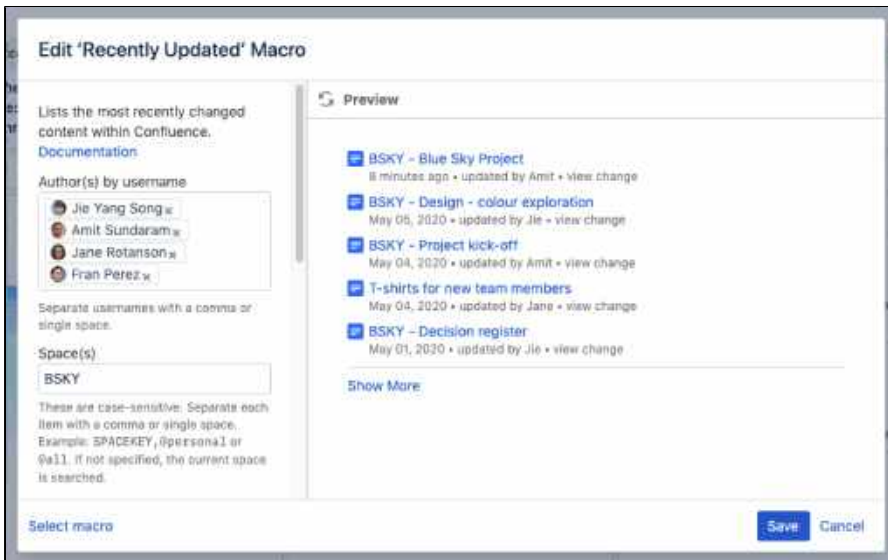 Edit 'Recently Updated' Macro
Lists the most recently changed
content within Confluence.
Documentation
Author(s) by username
Jie Yang Song ×
Amit Sundaram ×
Jane Rotanson ×
Fran Perez ×
Separate usernames with a comma or
single space.
Space(s)
BSKY
These are case-sensitive. Separate each
item with a comma or single space.
Example: SPACEKEY,@personal or
@all. If not specified, the current space
is searched.
Preview
BSKY - Blue Sky Project
8 minutes ago • updated by Amit • view change
BSKY - Design - colour exploration
May 05, 2020 • updated by Jie • view change
BSKY - Project kick-off
May 04, 2020 • updated by Amit • view change
T-shirts for new team members
May 04, 2020 • updated by Jane • view change
BSKY - Decision register
May 01, 2020 • updated by Jie • view change
Show More
Select macro
Save
Cancel